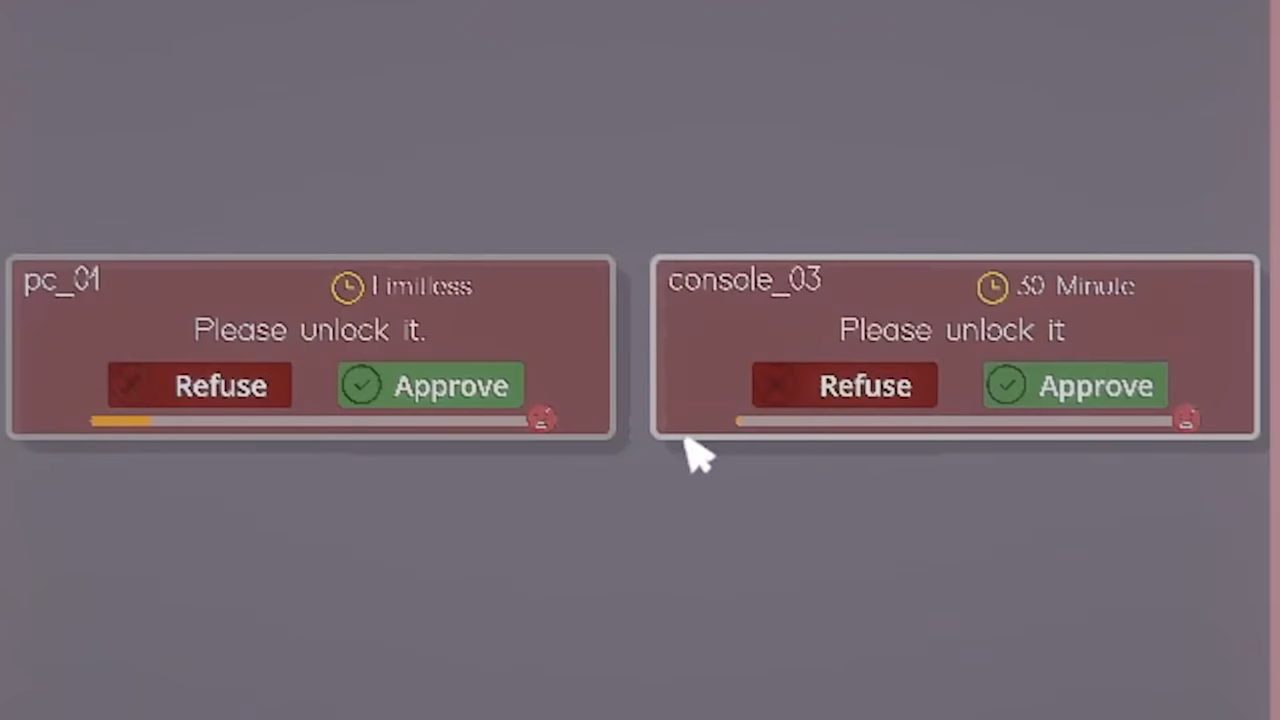 pc_01
Limitless
Please unlock it.
Refuse
Approve
console_03
30 Minute
Please unlock it
Refuse
Approve